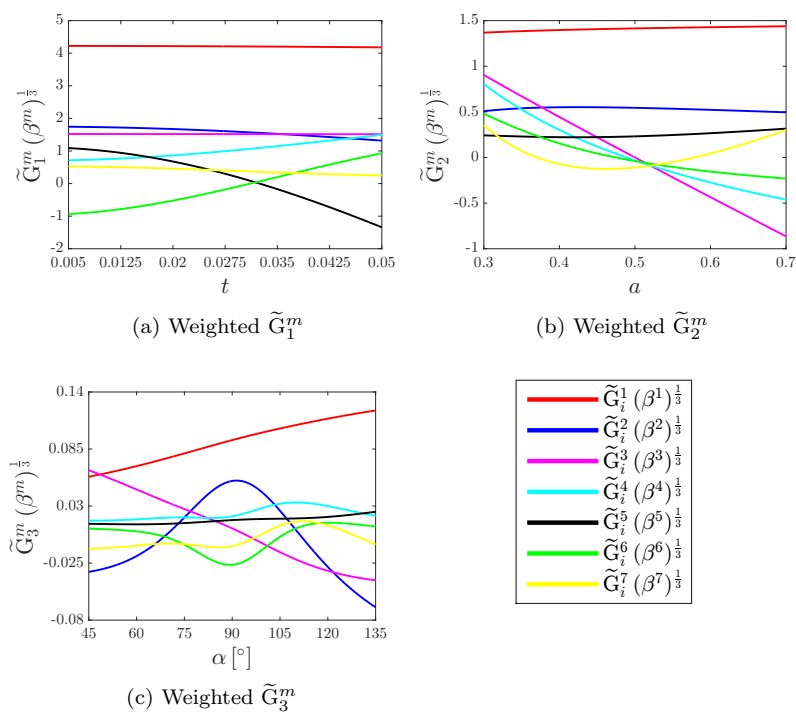 5
4
3
2
1
0
-1
-2
0.005 0.0125 0.02 0.0275 0.035 0.0425 0.05
t
G̃₁ᵐ (βᵐ)^⅓
(a) Weighted G̃₁ᵐ
1.5
1
0.5
0
-0.5
-1
0.3 0.4 0.5 0.6 0.7
a
G̃₂ᵐ (βᵐ)^⅓
(b) Weighted G̃₂ᵐ
0.14
0.085
0.03
-0.025
-0.08
45 60 75 90 105 120 135
α [°]
G̃₃ᵐ (βᵐ)^⅓
(c) Weighted G̃₃ᵐ
G̃ᵢ¹ (β¹)^⅓
G̃ᵢ² (β²)^⅓
G̃ᵢ³ (β³)^⅓
G̃ᵢ⁴ (β⁴)^⅓
G̃ᵢ⁵ (β⁵)^⅓
G̃ᵢ⁶ (β⁶)^⅓
G̃ᵢ⁷ (β⁷)^⅓